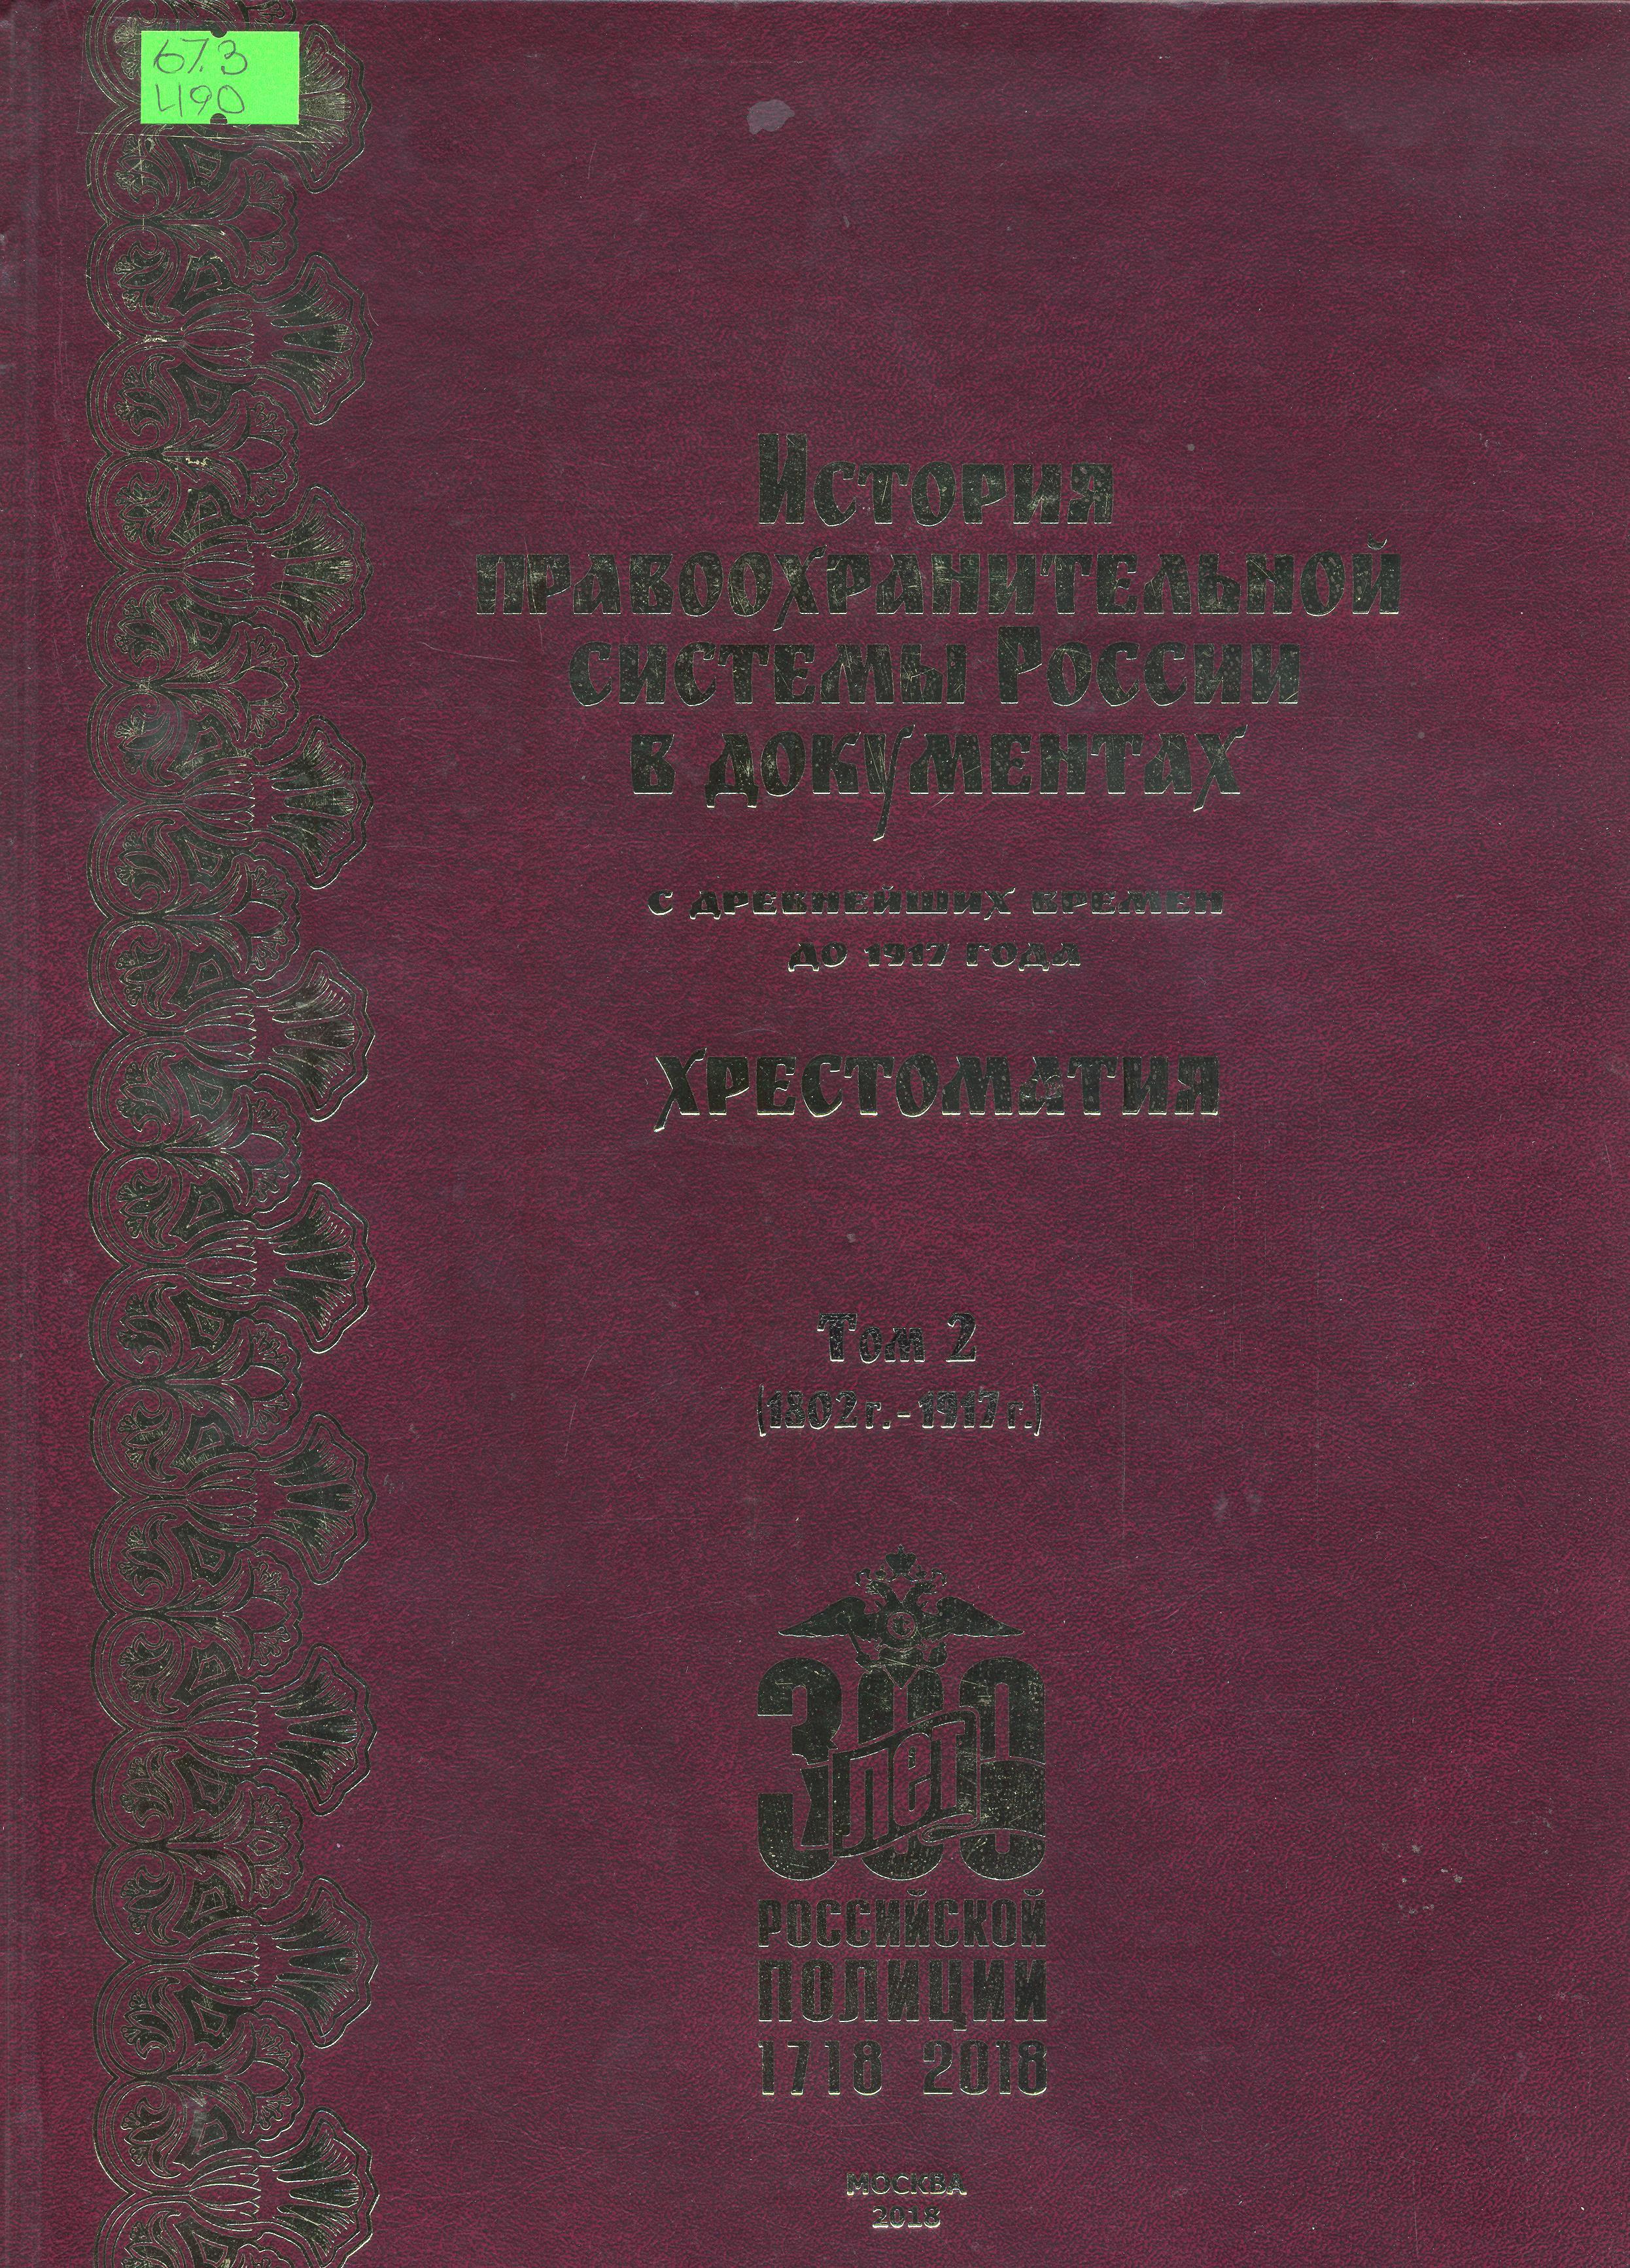 67.3
Ч90
История
правоохранительной
системы России
в документах
с древнейших времен
до 1917 года
хрестоматия
Том 2
(1802 г. - 1917 г.)
300
лет
РОССИЙСКОЙ
ПОЛИЦИИ
1718 2018
МОСКВА
2018